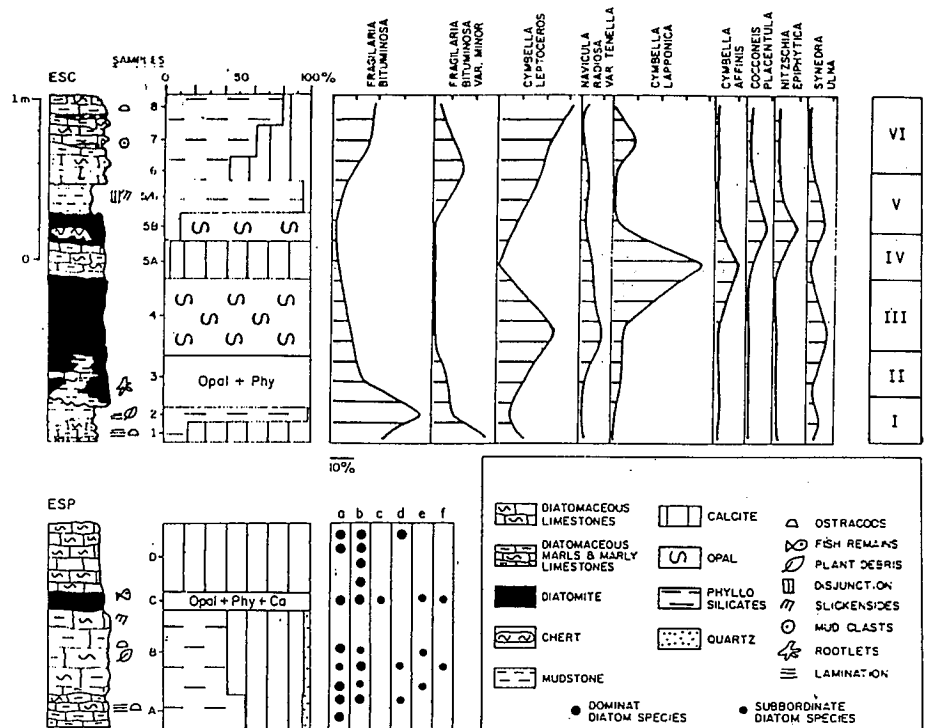 SAMPLES
ESC
0 50 100%
FRAGILARIA
BITUMINOSA
FRAGILARIA
BITUMINOSA
VAR. MINOR
CYMBELLA
LEPTOCEROS
NAVICULA
RADIOSA
VAR TENELLA
CYMBELLA
LAPPONICA
CYMBELLA
AFFINIS
COCCONEIS
PLACENTULA
NITZSCHIA
EPIPHYTICA
SYNEDRA
ULNA
1m
0
8
7
6
5A1
5B
5A
4
3
2
1
S S S
S S S
S S
S S S
Opal + Phy
VI
V
IV
III
II
I
10%
ESP
a b c d e f
D
C
B
A
Opal + Phy + Ca
DIATOMACEOUS
LIMESTONES
DIATOMACEOUS
MARLS & MARLY
LIMESTONES
DIATOMITE
CHERT
MUDSTONE
CALCITE
S OPAL
PHYLLO
SILICATES
QUARTZ
OSTRACODS
FISH REMAINS
PLANT DEBRIS
DISJUNCTION
SLICKENSIDES
MUD CLASTS
ROOTLETS
LAMINATION
DOMINAT
DIATOM SPECIES
SUBBORDINATE
DIATOM SPECIES